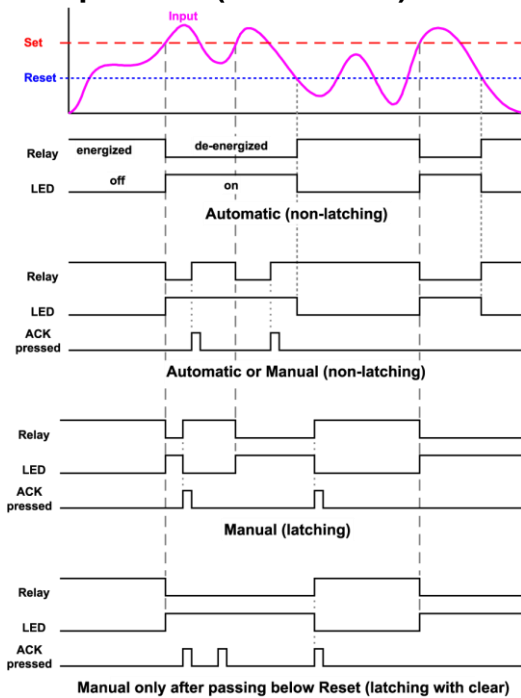 Input
Set
Reset
energized
de-energized
Relay
off
on
LED
Automatic (non-latching)
Relay
LED
ACK
pressed
Automatic or Manual (non-latching)
Relay
LED
ACK
pressed
Manual (latching)
Relay
LED
ACK
pressed
Manual only after passing below Reset (latching with clear)